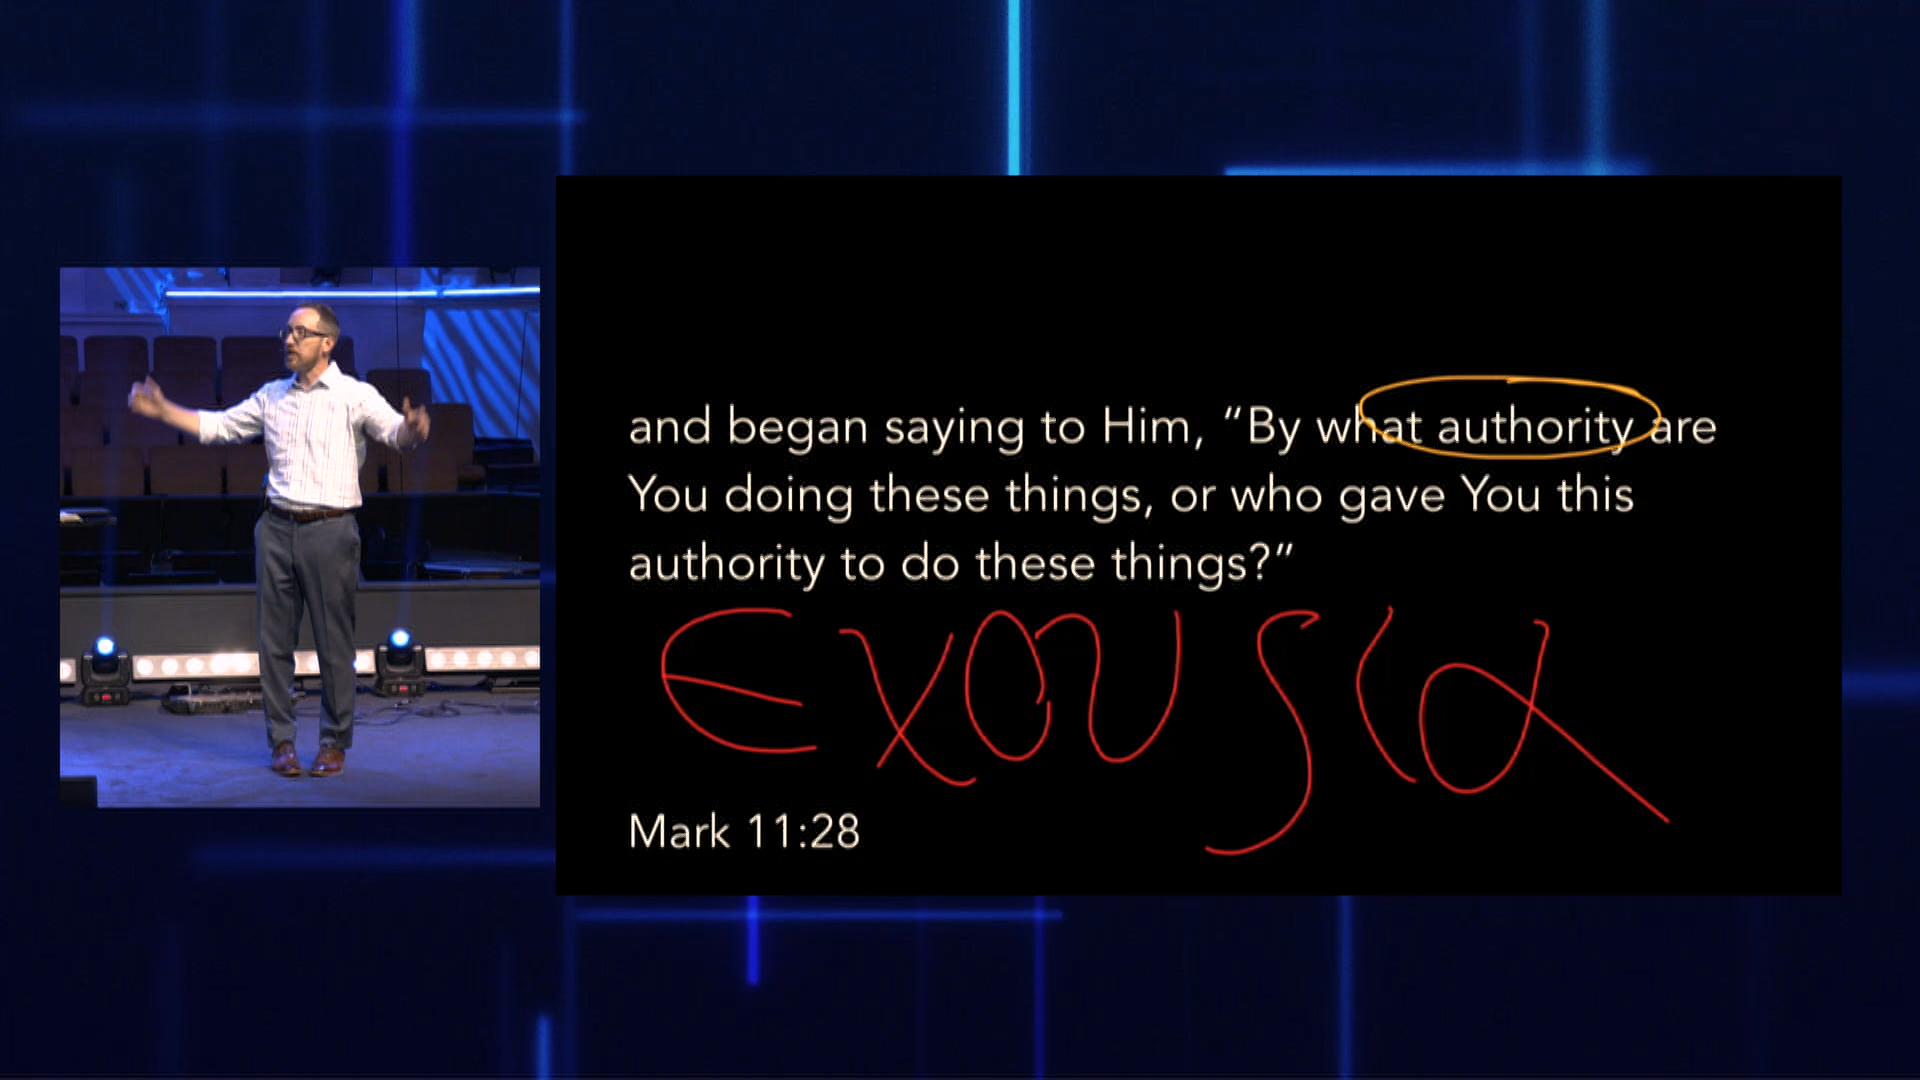 and began saying to Him, “By what authority are
You doing these things, or who gave You this
authority to do these things?”
Exousia
Mark 11:28